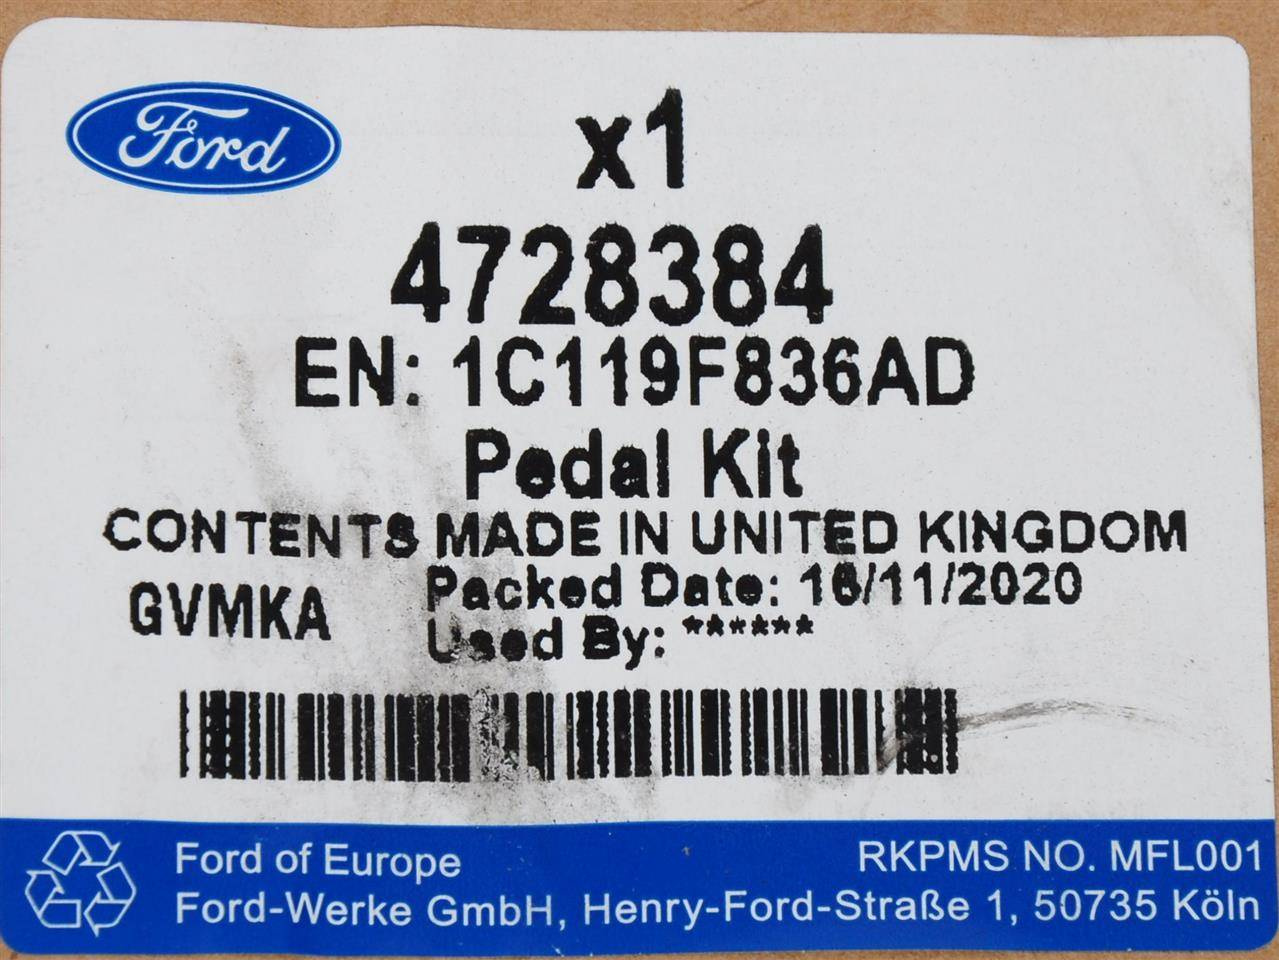 Ford
x1
4728384
EN: 1C119F836AD
Pedal Kit
CONTENTS MADE IN UNITED KINGDOM
GVMKA
Packed Date: 16/11/2020
Used By: ******
Ford of Europe
RKPMS NO. MFL001
Ford-Werke GmbH, Henry-Ford-Straße 1, 50735 Köln